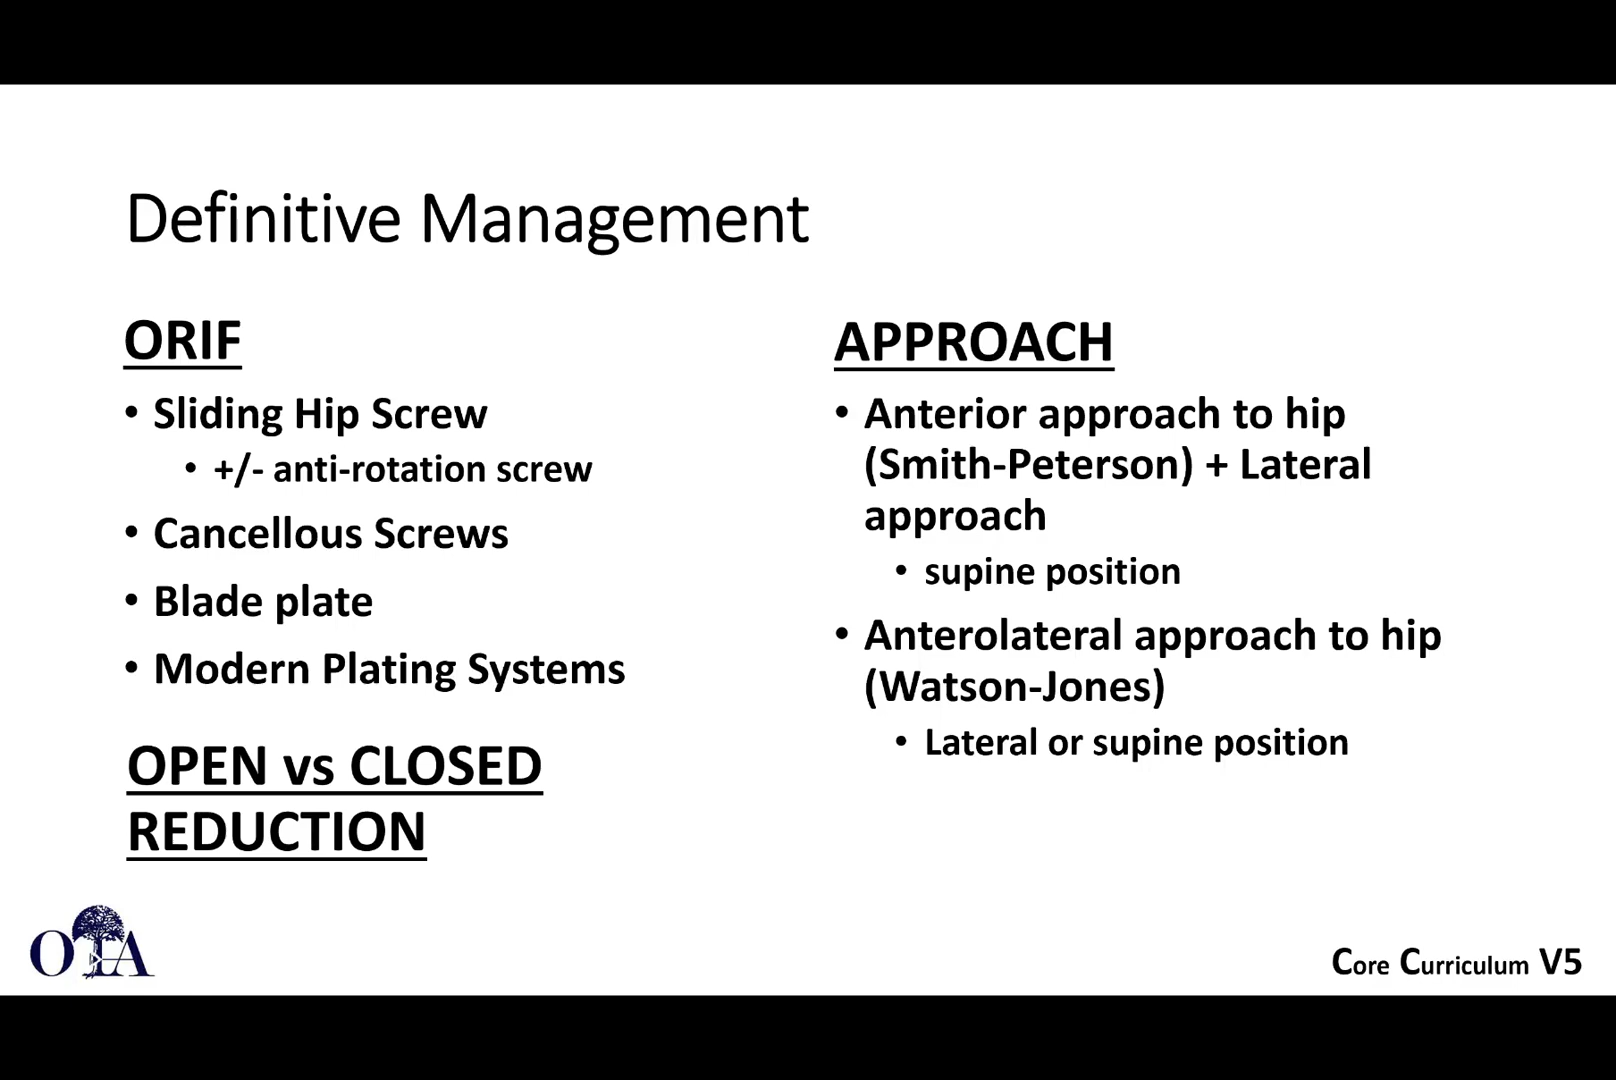 Definitive Management
ORIF
• Sliding Hip Screw
• +/- anti-rotation screw
• Cancellous Screws
• Blade plate
• Modern Plating Systems
OPEN vs CLOSED
REDUCTION
APPROACH
• Anterior approach to hip
(Smith-Peterson) + Lateral
approach
• supine position
• Anterolateral approach to hip
(Watson-Jones)
• Lateral or supine position
OTA
Core Curriculum V5